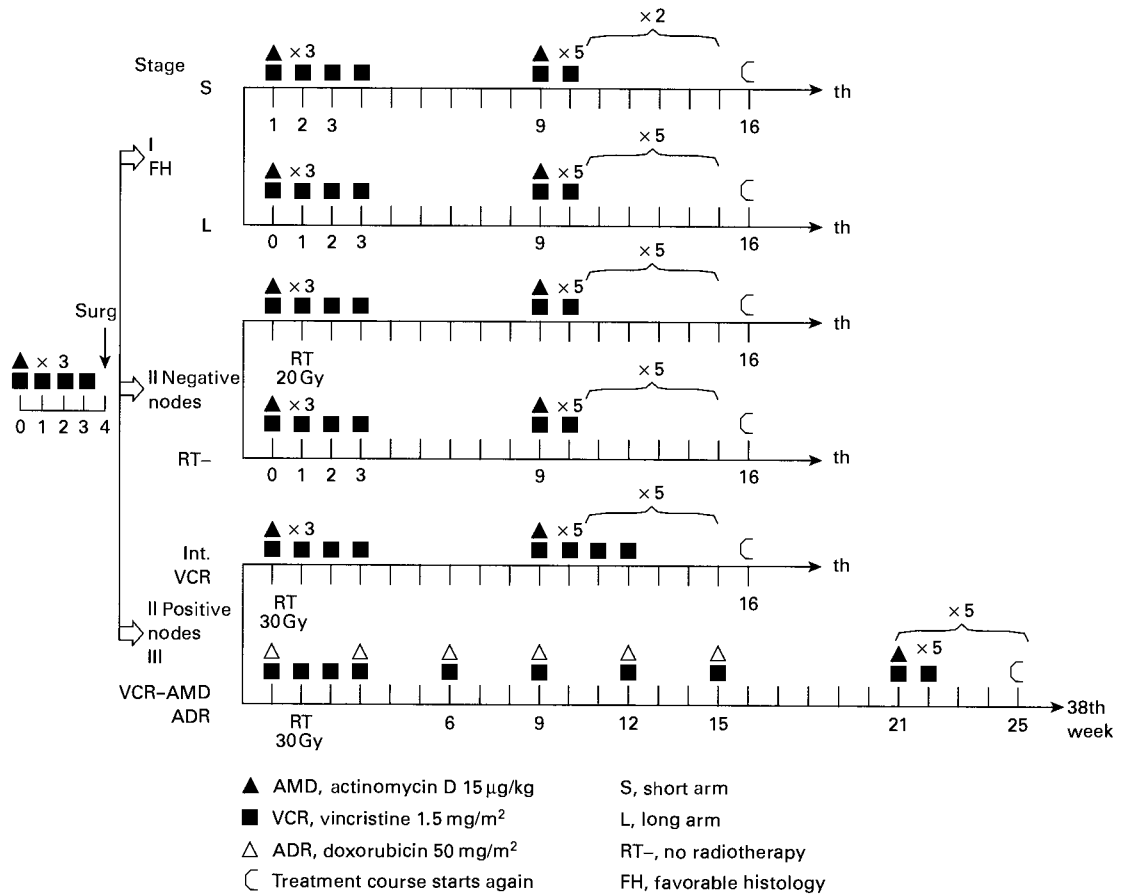 × 2
Stage
S
× 3
× 5
th
1 2 3 9 16
I
FH
× 5
× 3
× 5
L
th
0 1 2 3 9 16
× 5
× 3
× 5
Surg
th
16
RT
20 Gy
× 3
0 1 2 3 4
II Negative
nodes
× 5
× 3
× 5
RT–
th
0 1 2 3 9 16
× 5
× 3
× 5
Int.
VCR
th
16
RT
30 Gy
II Positive
nodes
III
× 5
× 5
VCR–AMD
ADR
RT
30 Gy
6 9 12 15 21 25
38th
week
AMD, actinomycin D 15 µg/kg
VCR, vincristine 1.5 mg/m²
ADR, doxorubicin 50 mg/m²
Treatment course starts again
S, short arm
L, long arm
RT–, no radiotherapy
FH, favorable histology